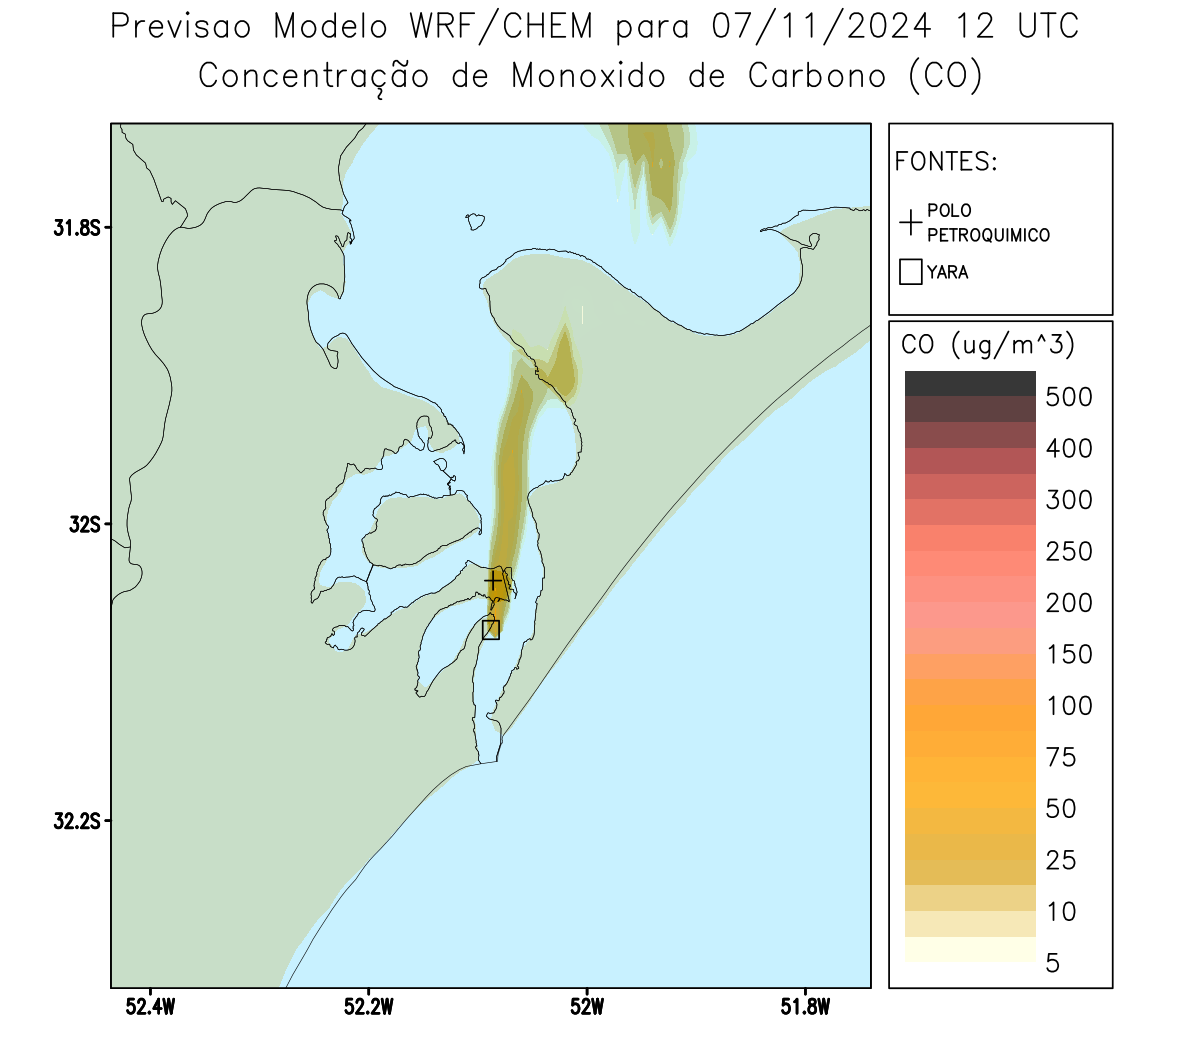 Previsao Modelo WRF/CHEM para 07/11/2024 12 UTC
Concentração de Monoxido de Carbono (CO)
FONTES:
POLO
PETROQUIMICO
YARA
CO (ug/m^3)
500
400
300
250
200
150
100
75
50
25
10
5
31.8S
32S
32.2S
52.4W
52.2W
52W
51.8W